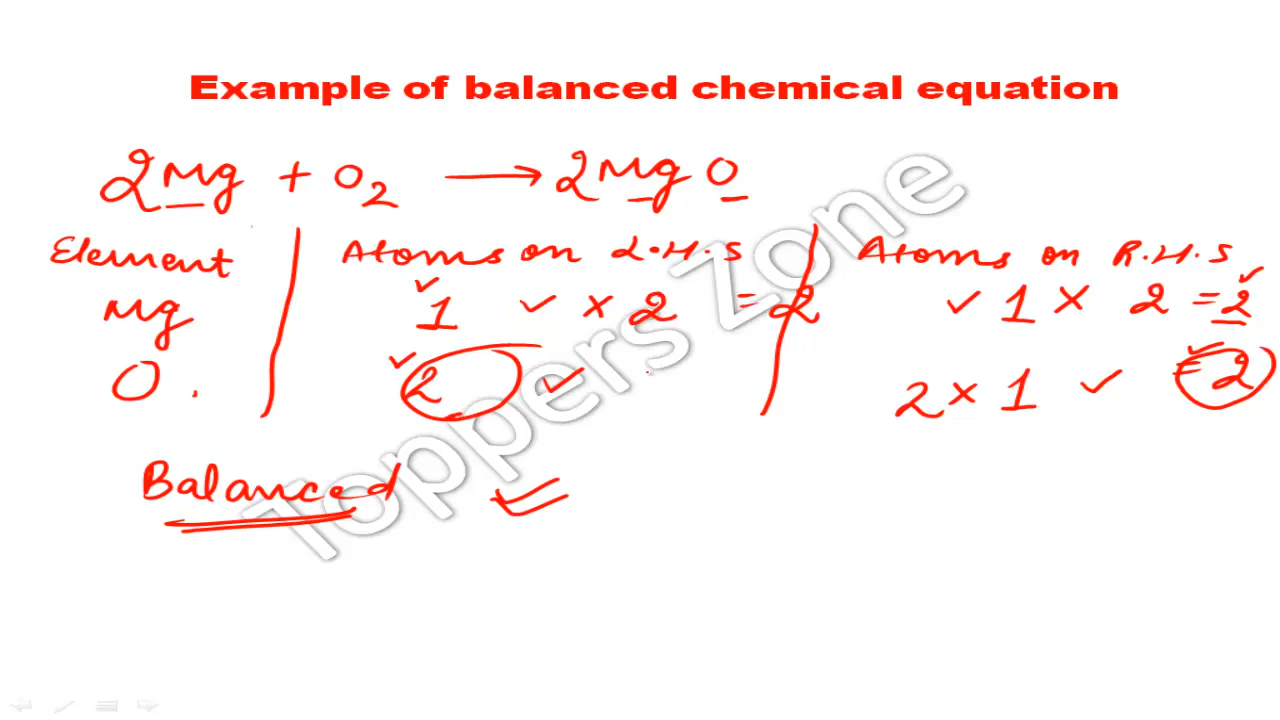 Example of balanced chemical equation
2Mg + O2 → 2MgO
Element | Atoms on L.H.S | Atoms on R.H.S
Mg 1 ✓ × 2 = 2 ✓ 1 × 2 = 2
O. 2 ✓ 2 × 1 ✓ = 2
Balanced
Toppers Zone